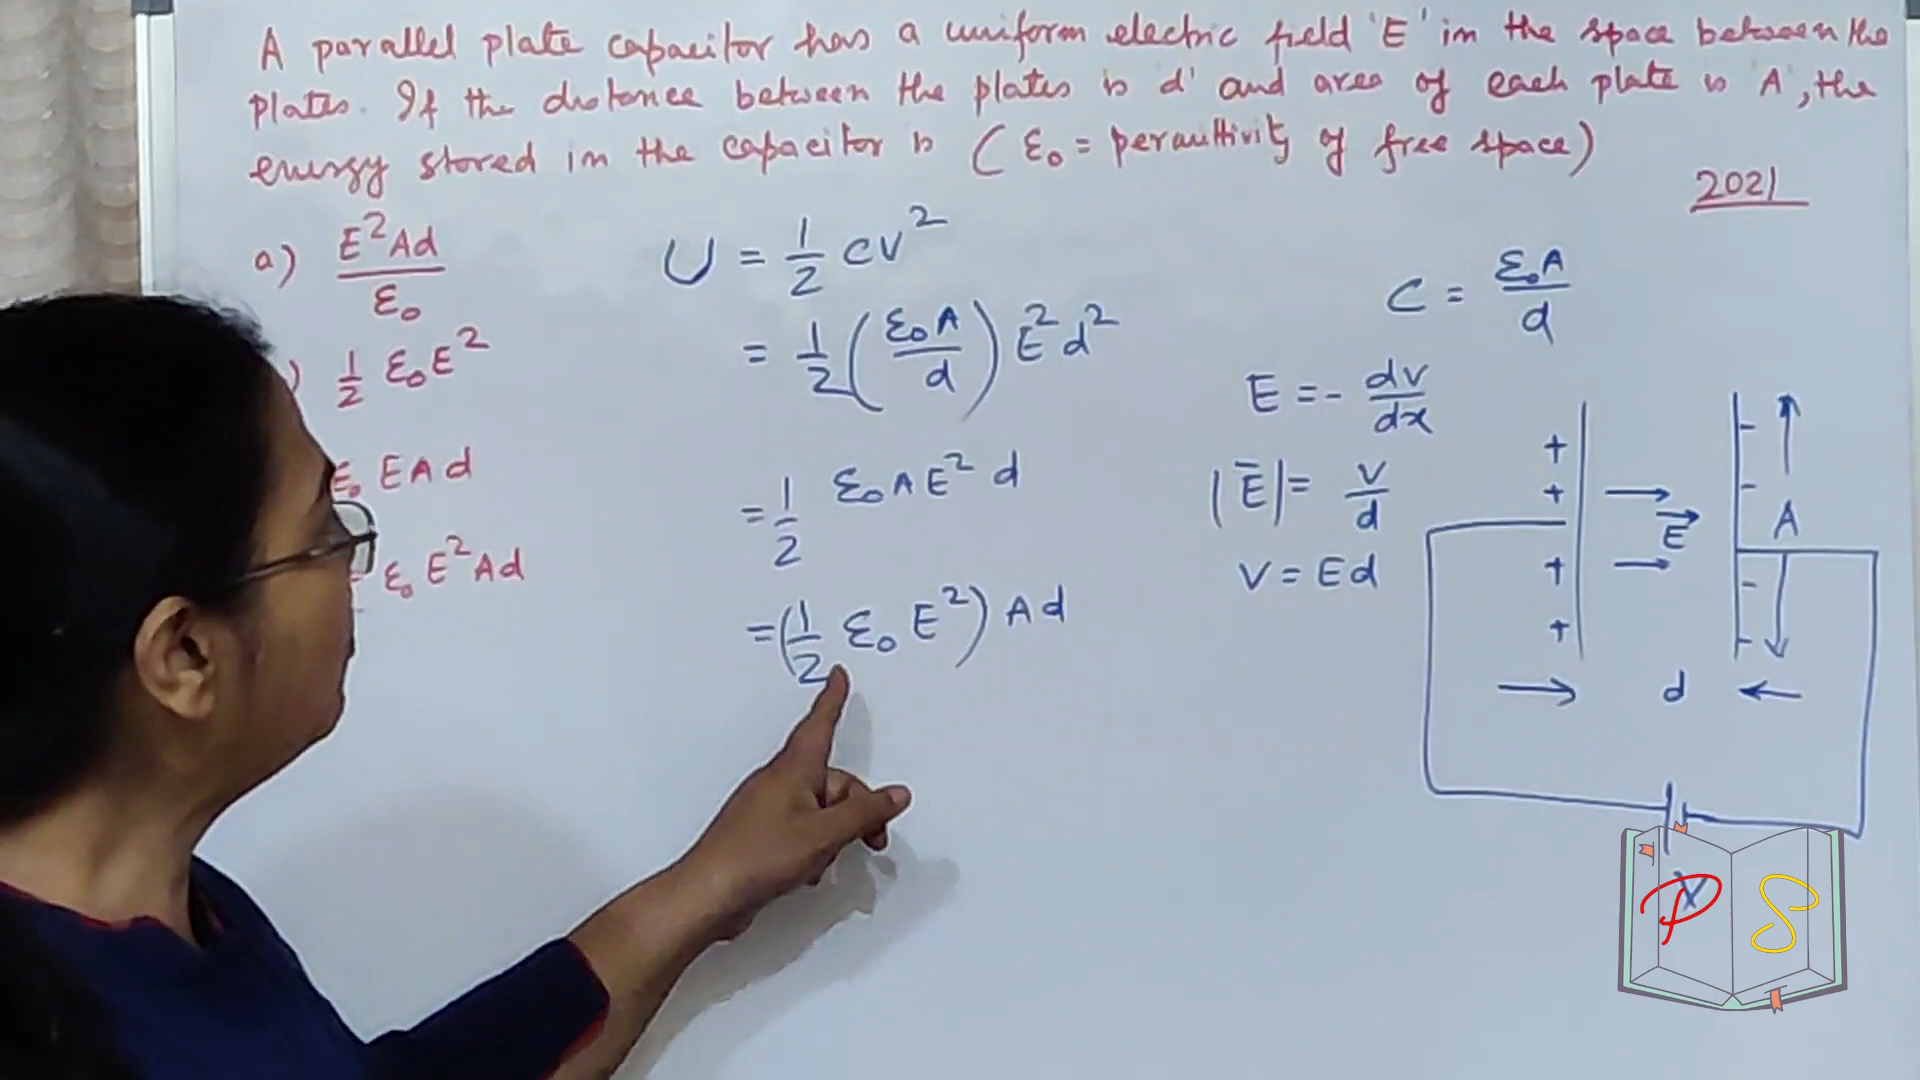 A parallel plate capacitor has a uniform electric field 'E' in the space between the
plates. If the distance between the plates is 'd' and area of each plate is 'A', the
energy stored in the capacitor is (ε₀ = permittivity of free space)
2021
a) E²Ad/ε₀
) 1/2 ε₀E²
ε₀ EAd
ε₀ E²Ad
U = 1/2 CV²
= 1/2 (ε₀A/d) E²d²
= 1/2 ε₀AE²d
= (1/2 ε₀E²) Ad
C = ε₀A/d
E = - dv/dx
|E̅| = V/d
V = Ed
+
+
+
+
E⃗
A
d
V
P S